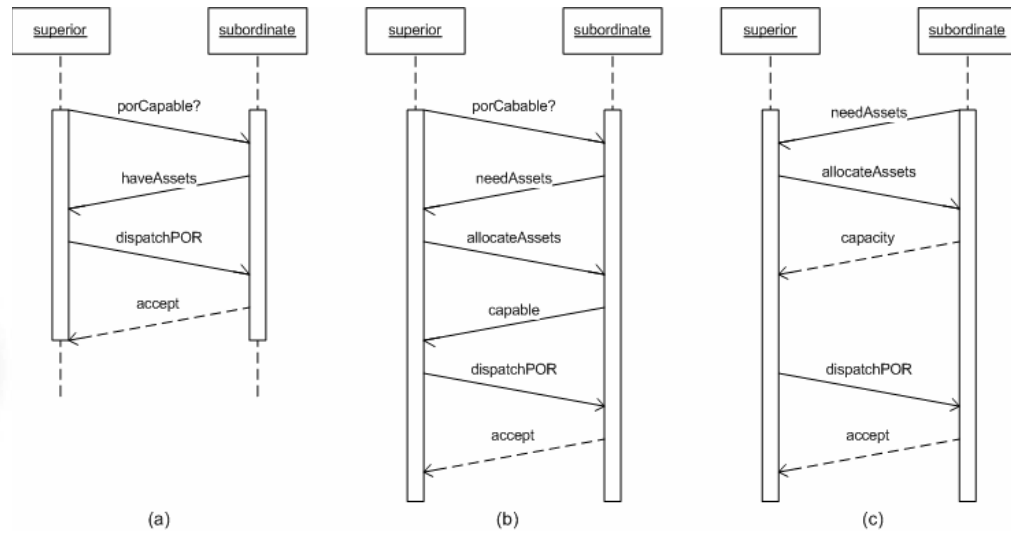 superior
subordinate
porCapable?
haveAssets
dispatchPOR
accept
(a)
superior
subordinate
porCabable?
needAssets
allocateAssets
capable
dispatchPOR
accept
(b)
superior
subordinate
needAssets
allocateAssets
capacity
dispatchPOR
accept
(c)